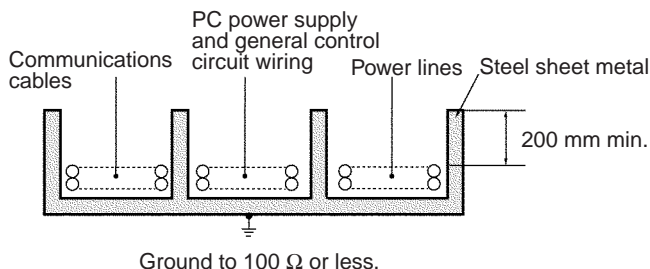 Communications
cables
PC power supply
and general control
circuit wiring
Power lines
Steel sheet metal
200 mm min.
Ground to 100 Ω or less.